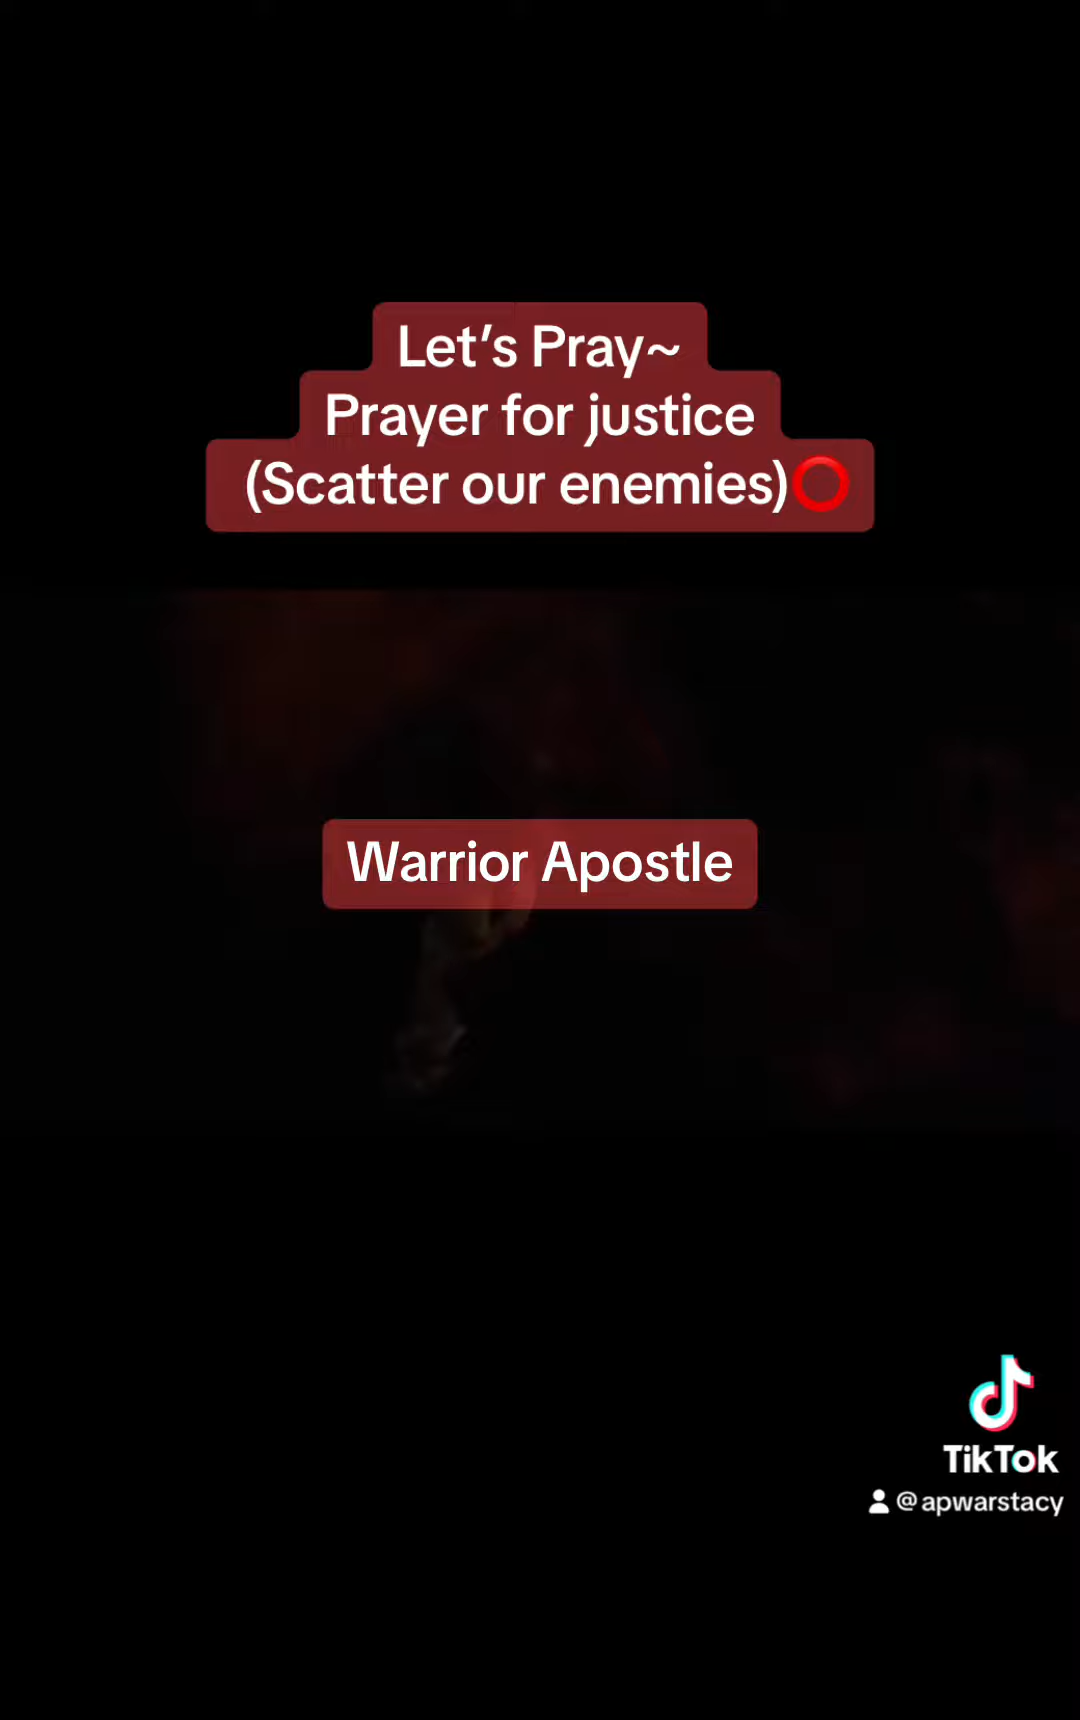 Let's Pray~
Prayer for justice
(Scatter our enemies)⭕
Warrior Apostle
TikTok
@apwarstacy